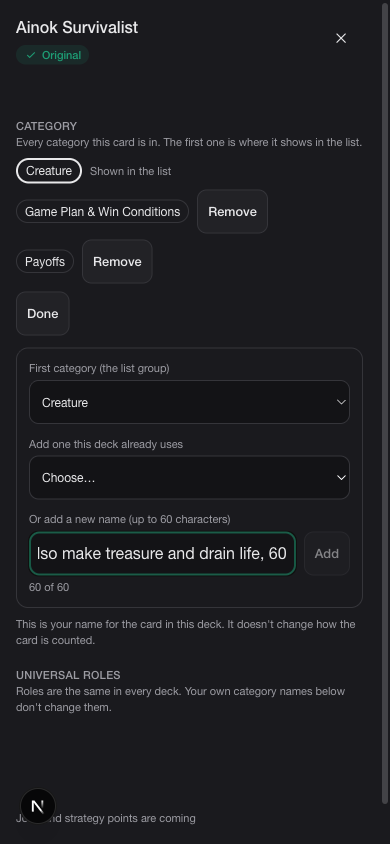 Ainok Survivalist
Original
CATEGORY
Every category this card is in. The first one is where it shows in the list.
Creature Shown in the list
Game Plan & Win Conditions Remove
Payoffs Remove
Done
First category (the list group)
Creature
Add one this deck already uses
Choose...
Or add a new name (up to 60 characters)
lso make treasure and drain life, 60 Add
60 of 60
This is your name for the card in this deck. It doesn't change how the
card is counted.
UNIVERSAL ROLES
Roles are the same in every deck. Your own category names below
don't change them.
N
strategy points are coming